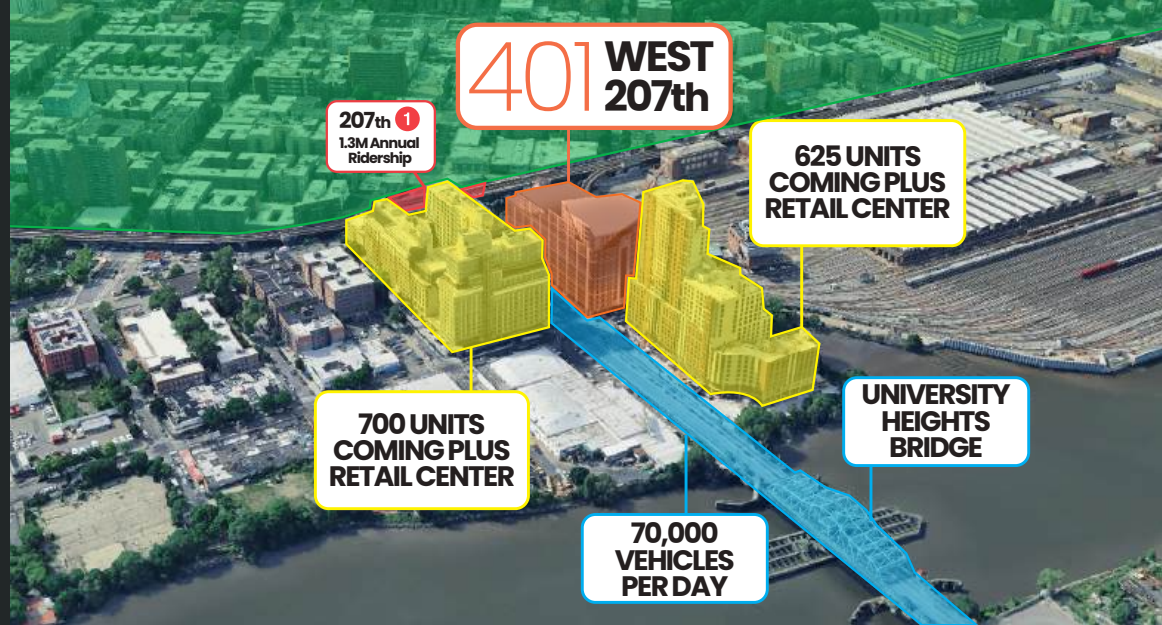 401 WEST
207th
207th 1
1.3M Annual
Ridership
625 UNITS
COMING PLUS
RETAIL CENTER
700 UNITS
COMING PLUS
RETAIL CENTER
UNIVERSITY
HEIGHTS
BRIDGE
70,000
VEHICLES
PER DAY